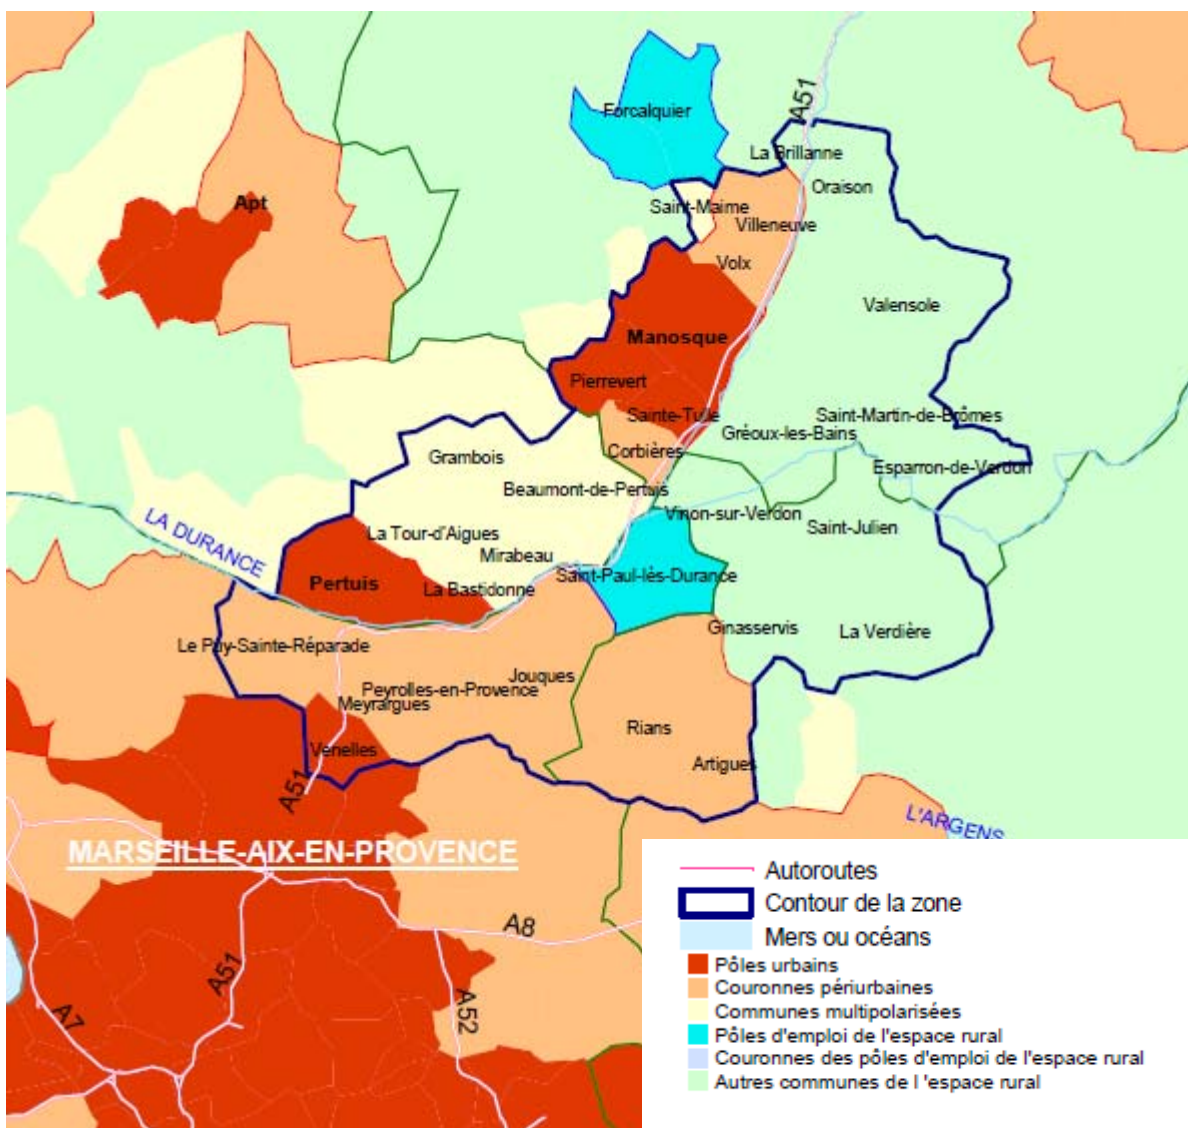 A51
Forcalquier
La Brillanne
Oraison
Apt
Saint-Maime
Villeneuve
Volx
Valensole
Manosque
Pierrevert
Sainte-Tulle
Saint-Martin-de-Brômes
Gréoux-les-Bains
Corbières
Grambois
Esparron-de-Verdon
Beaumont-de-Pertuis
Vinon-sur-Verdon
Saint-Julien
LA DURANCE
La Tour-d'Aigues
Mirabeau
Saint-Paul-lès-Durance
Pertuis
La Bastidonne
Ginasservis
La Verdière
Le Puy-Sainte-Réparade
Jouques
Peyrolles-en-Provence
Meyrargues
Rians
Venelles
Artigues
A51
L'ARGENS
MARSEILLE-AIX-EN-PROVENCE
A8
A51
A52
A7
Autoroutes
Contour de la zone
Mers ou océans
Pôles urbains
Couronnes périurbaines
Communes multipolarisées
Pôles d'emploi de l'espace rural
Couronnes des pôles d'emploi de l'espace rural
Autres communes de l 'espace rural